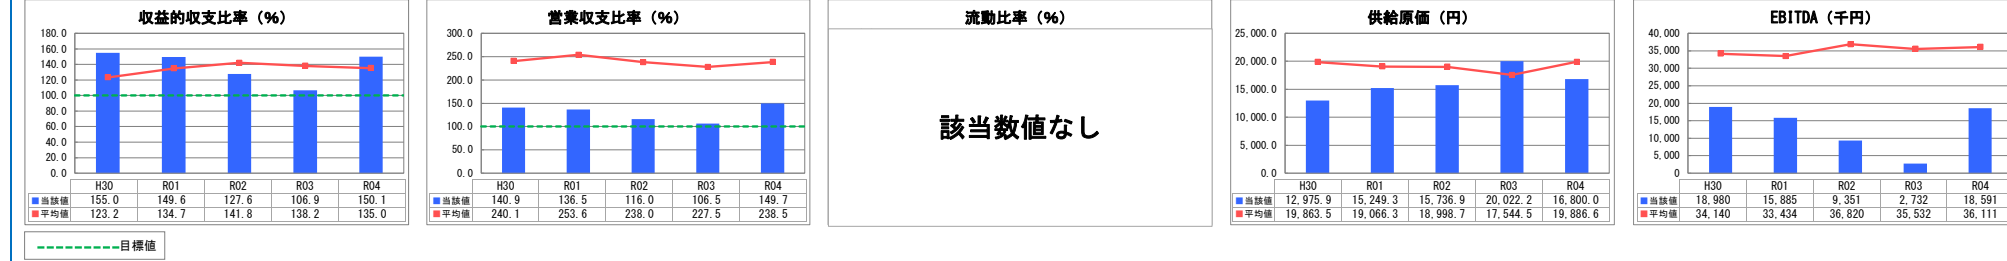 収益的収支比率（％）
180.0
160.0
140.0
120.0
100.0
80.0
60.0
40.0
20.0
0.0
H30 R01 R02 R03 R04
当該値 155.0 149.6 127.6 106.9 150.1
平均値 123.2 134.7 141.8 138.2 135.0
営業収支比率（％）
300.0
250.0
200.0
150.0
100.0
50.0
0.0
H30 R01 R02 R03 R04
当該値 140.9 136.5 116.0 106.5 149.7
平均値 240.1 253.6 238.0 227.5 238.5
流動比率（％）
該当数値なし
供給原価（円）
25,000.0
20,000.0
15,000.0
10,000.0
5,000.0
0.0
H30 R01 R02 R03 R04
当該値 12,975.9 15,249.3 15,736.9 20,022.2 16,800.0
平均値 19,863.5 19,066.3 18,998.7 17,544.5 19,886.6
EBITDA（千円）
40,000
35,000
30,000
25,000
20,000
15,000
10,000
5,000
0
H30 R01 R02 R03 R04
当該値 18,980 15,885 9,351 2,732 18,591
平均値 34,140 33,434 36,820 35,532 36,111
目標値